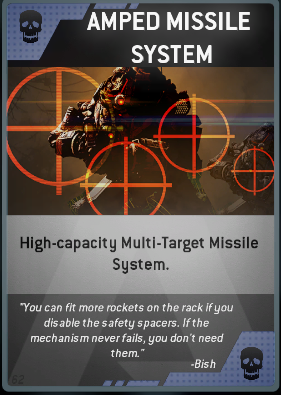 AMPED MISSILE
SYSTEM
High-capacity Multi-Target Missile
System.
"You can fit more rockets on the rack if you
disable the safety spacers. If the
mechanism never fails, you don't need
them."
-Bish
62